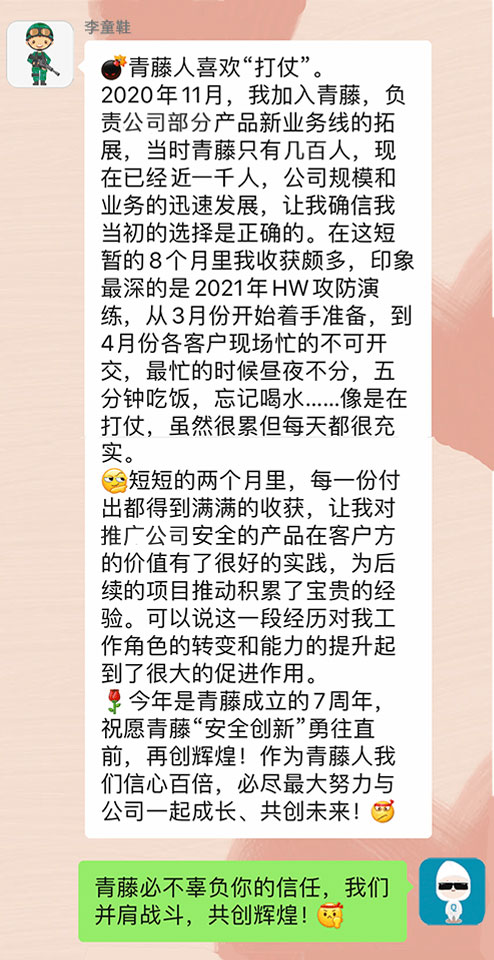 李童鞋
青藤人喜欢“打仗”。
2020年11月，我加入青藤，负
责公司部分产品新业务线的拓
展，当时青藤只有几百人，现
在已经近一千人，公司规模和
业务的迅速发展，让我确信我
当初的选择是正确的。在这短
暂的8个月里我收获颇多，印象
最深的是2021年HW攻防演
练，从3月份开始着手准备，到
4月份各客户现场忙的不可开
交，最忙的时候昼夜不分，五
分钟吃饭，忘记喝水……像是在
打仗，虽然很累但每天都很充
实。
短短的两个月里，每一份付
出都得到满满的收获，让我对
推广公司安全的产品在客户方
的价值有了很好的实践，为后
续的项目推动积累了宝贵的经
验。可以说这一段经历对我工
作角色的转变和能力的提升起
到了很大的促进作用。
今年是青藤成立的7周年，
祝愿青藤“安全创新”勇往直
前，再创辉煌！作为青藤人我
们信心百倍，必尽最大努力与
公司一起成长、共创未来！
青藤必不辜负你的信任，我们
并肩战斗，共创辉煌！
Q